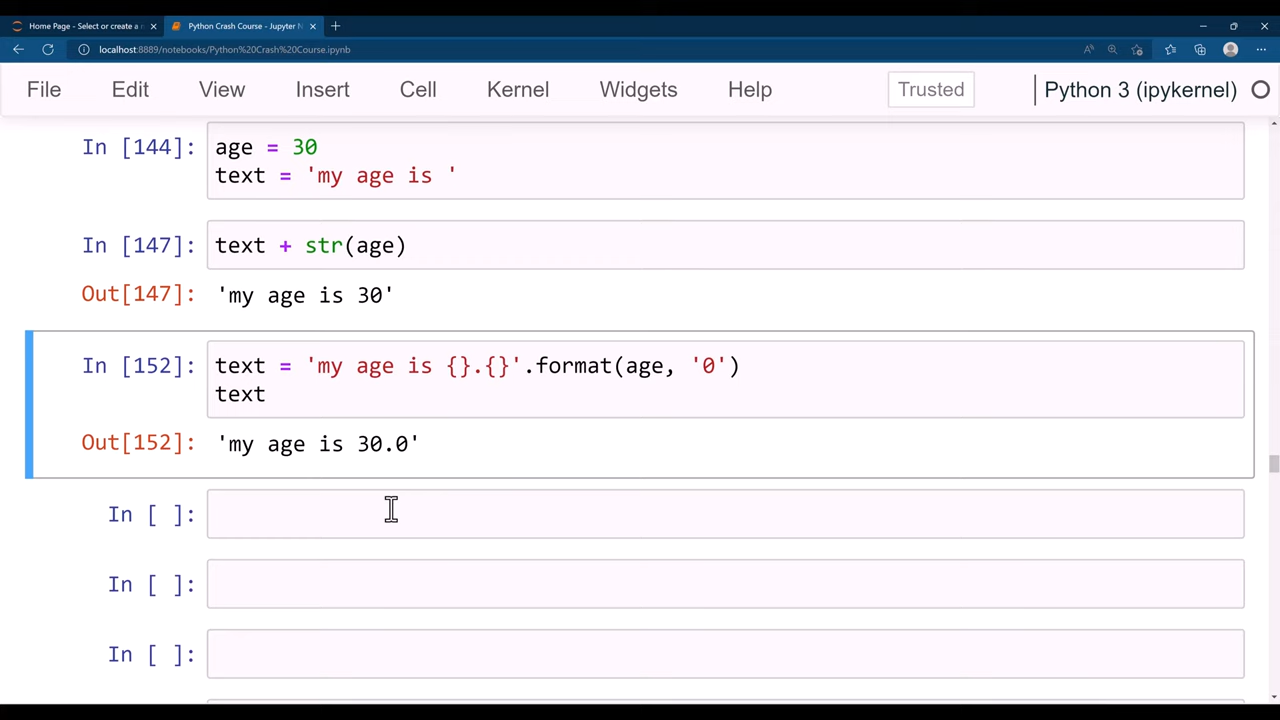 Home Page - Select or create a n
Python Crash Course - Jupyter N
localhost:8889/notebooks/Python%20Crash%20Course.ipynb
File Edit View Insert Cell Kernel Widgets Help Trusted Python 3 (ipykernel)
In [144]: age = 30
text = 'my age is '
In [147]: text + str(age)
Out[147]: 'my age is 30'
In [152]: text = 'my age is {}.{}'.format(age, '0')
text
Out[152]: 'my age is 30.0'
In [ ]:
In [ ]:
In [ ]: